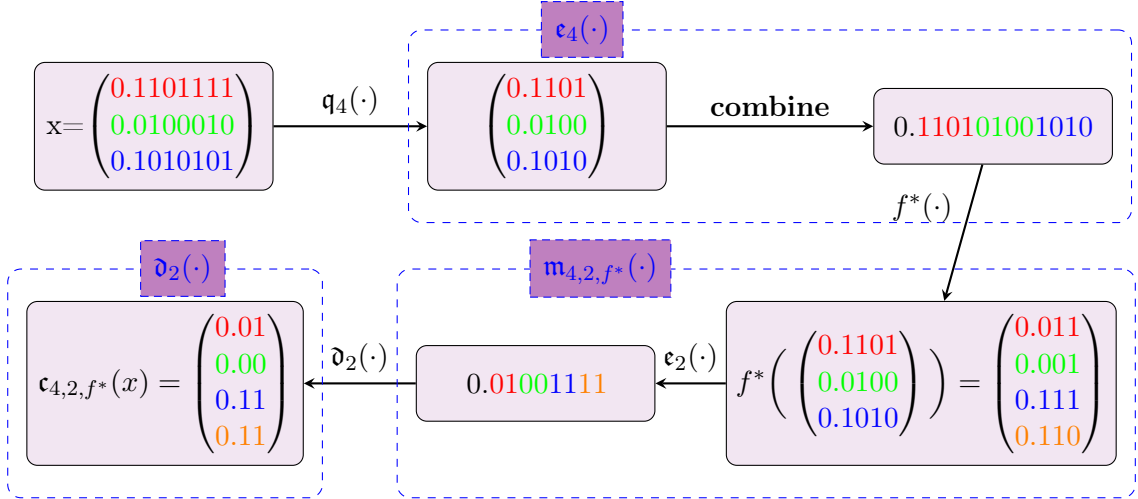 𝔢₄(·)
x= (0.1101111
0.0100010
0.1010101)
𝔮₄(·)
(0.1101
0.0100
0.1010)
combine
0.110101001010
f*(·)
𝔡₂(·)
𝔪₄,₂,f*(·)
𝔠₄,₂,f*(x) = (0.01
0.00
0.11
0.11)
𝔡₂(·)
0.01001111
𝔢₂(·)
f*( (0.1101
0.0100
0.1010) ) = (0.011
0.001
0.111
0.110)